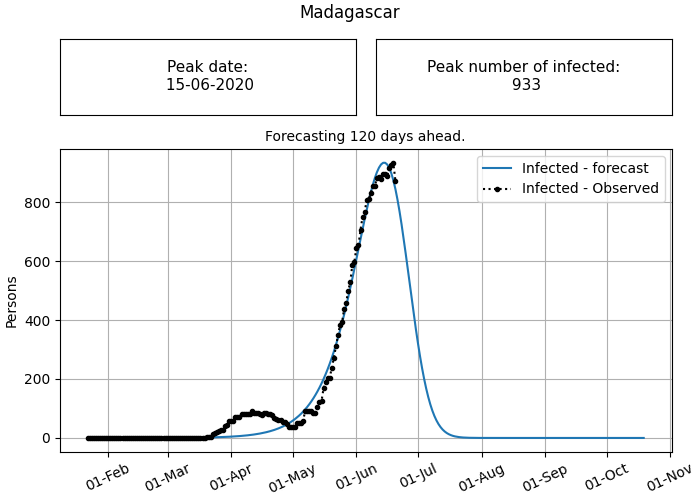 Madagascar
Peak date:
15-06-2020
Peak number of infected:
933
Forecasting 120 days ahead.
Infected - forecast
Infected - Observed
Persons
800
600
400
200
0
01-Feb
01-Mar
01-Apr
01-May
01-Jun
01-Jul
01-Aug
01-Sep
01-Oct
01-Nov